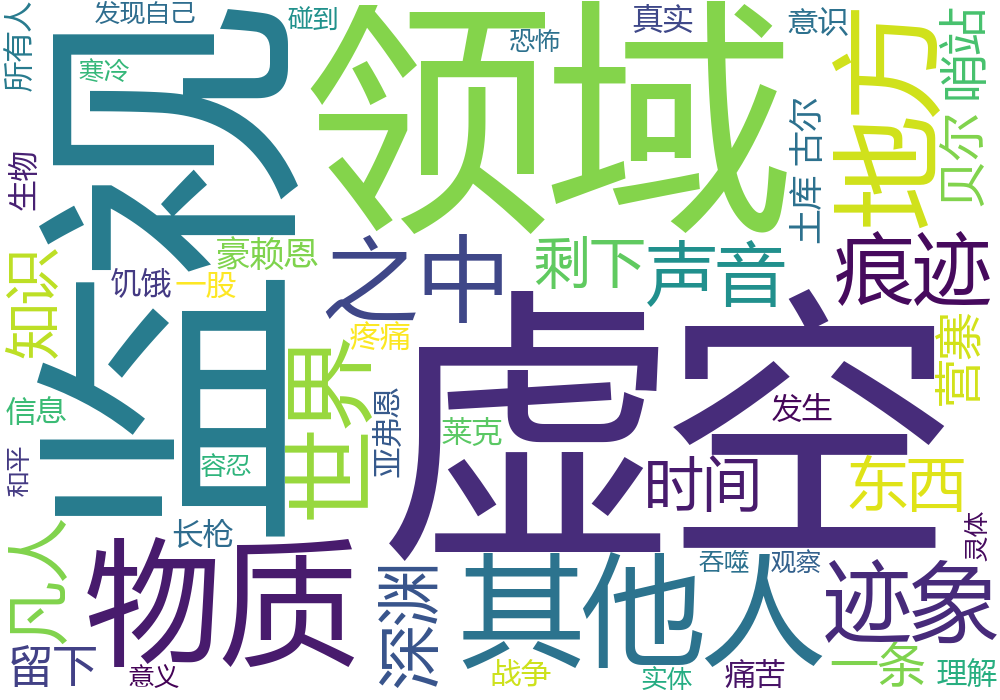 发现自己
碰到
领域
真实
意识
所有人
恐怖
寒冷
监视
地方
哨站
古尔
贝尔
生物
土库
知识
豪赖恩
饥饿
一股
之中
剩下
声音
痕迹
疼痛
虚空
世界
营寨
信息
亚弗恩
莱克
发生
和平
容忍
时间
东西
长枪
凡人
物质
深渊
其他人
吞噬
观察
灵体
迹象
留下
意义
战争
实体
痛苦
一条
理解